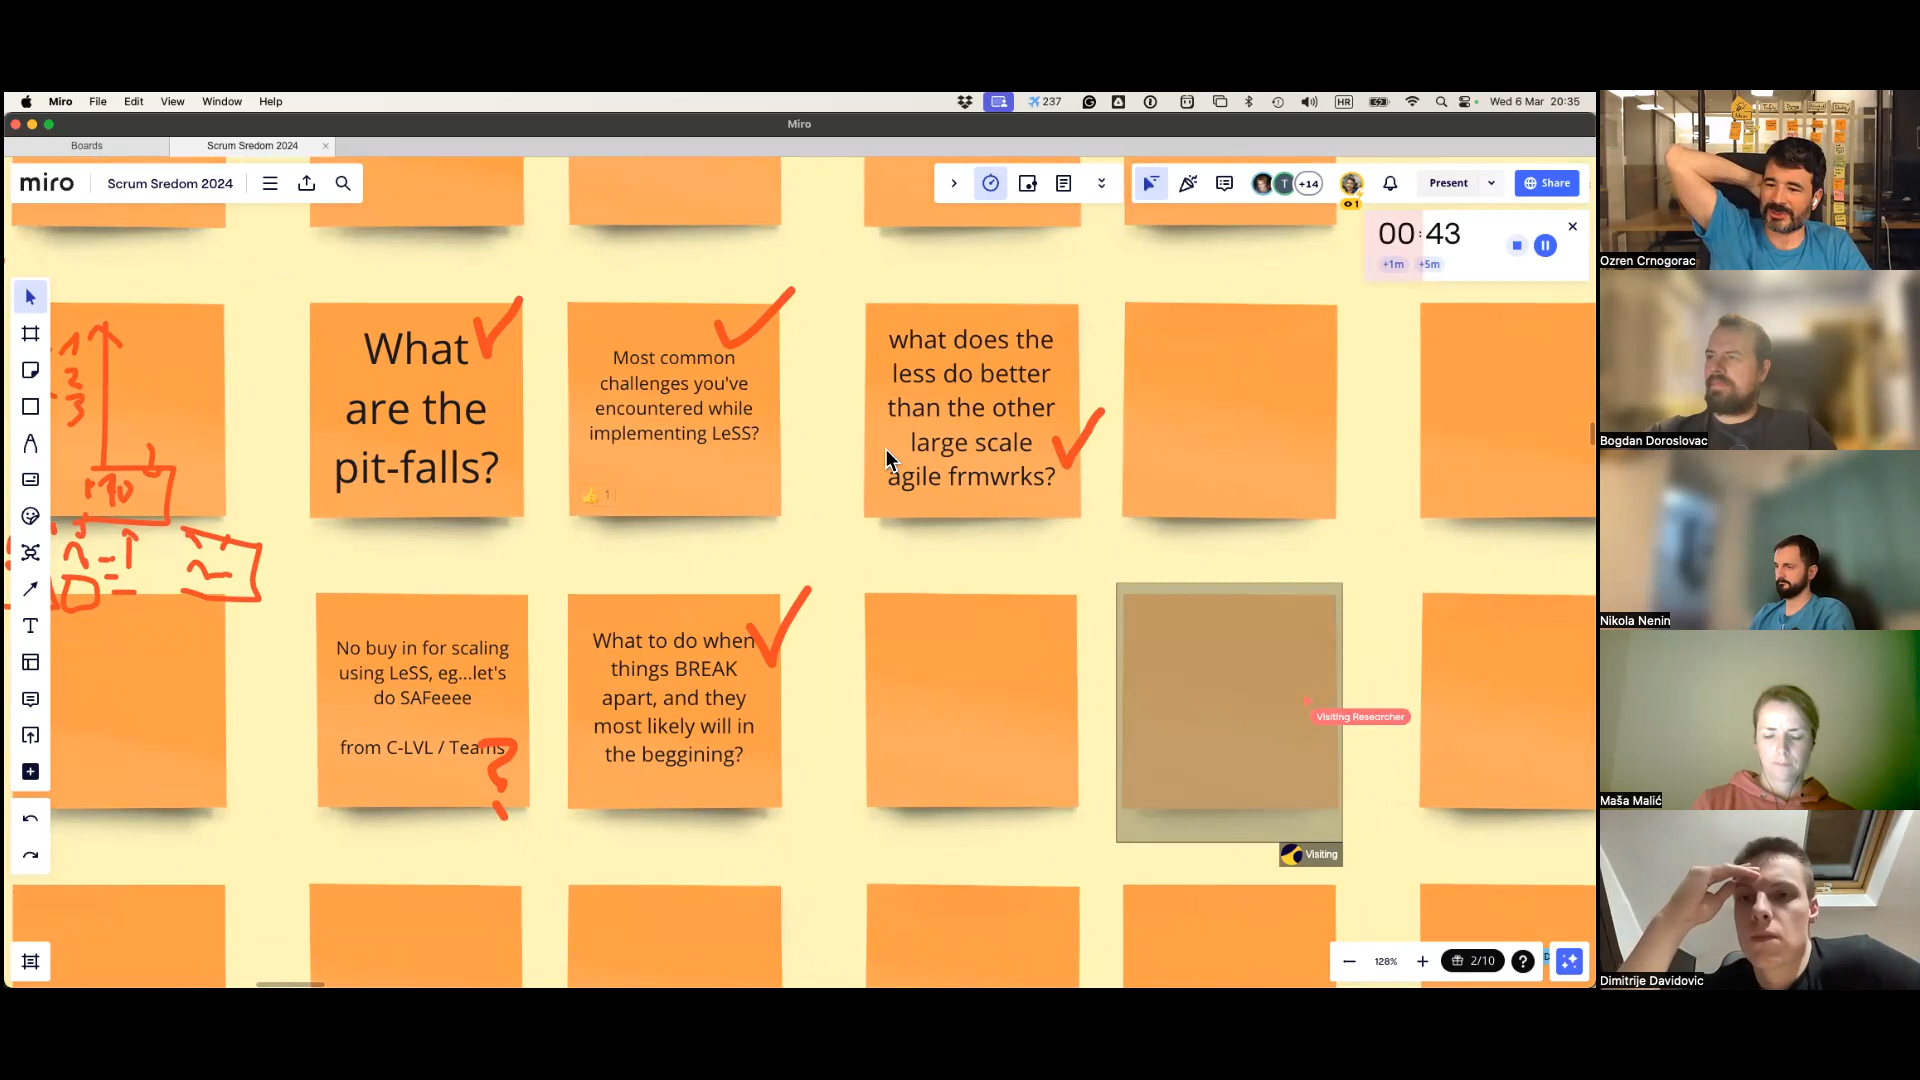 Miro File Edit View Window Help
237
HR
Wed 6 Mar 20:35
Miro
Boards
Scrum Sredom 2024
miro
Scrum Sredom 2024
T
+14
1
Present
Share
00:43
+1m +5m
1
2
3
What
are the
pit-falls?
Most common
challenges you've
encountered while
implementing LeSS?
1
what does the
less do better
than the other
large scale
agile frmwrks?
No buy in for scaling
using LeSS, eg...let's
do SAFeeee
from C-LVL / Teams
?
What to do when
things BREAK
apart, and they
most likely will in
the beggining?
Visiting Researcher
Visiting
128%
2/10
?
Ozren Crnogorac
Bogdan Doroslovac
Nikola Nenin
Maša Malić
Dimitrije Davidovic